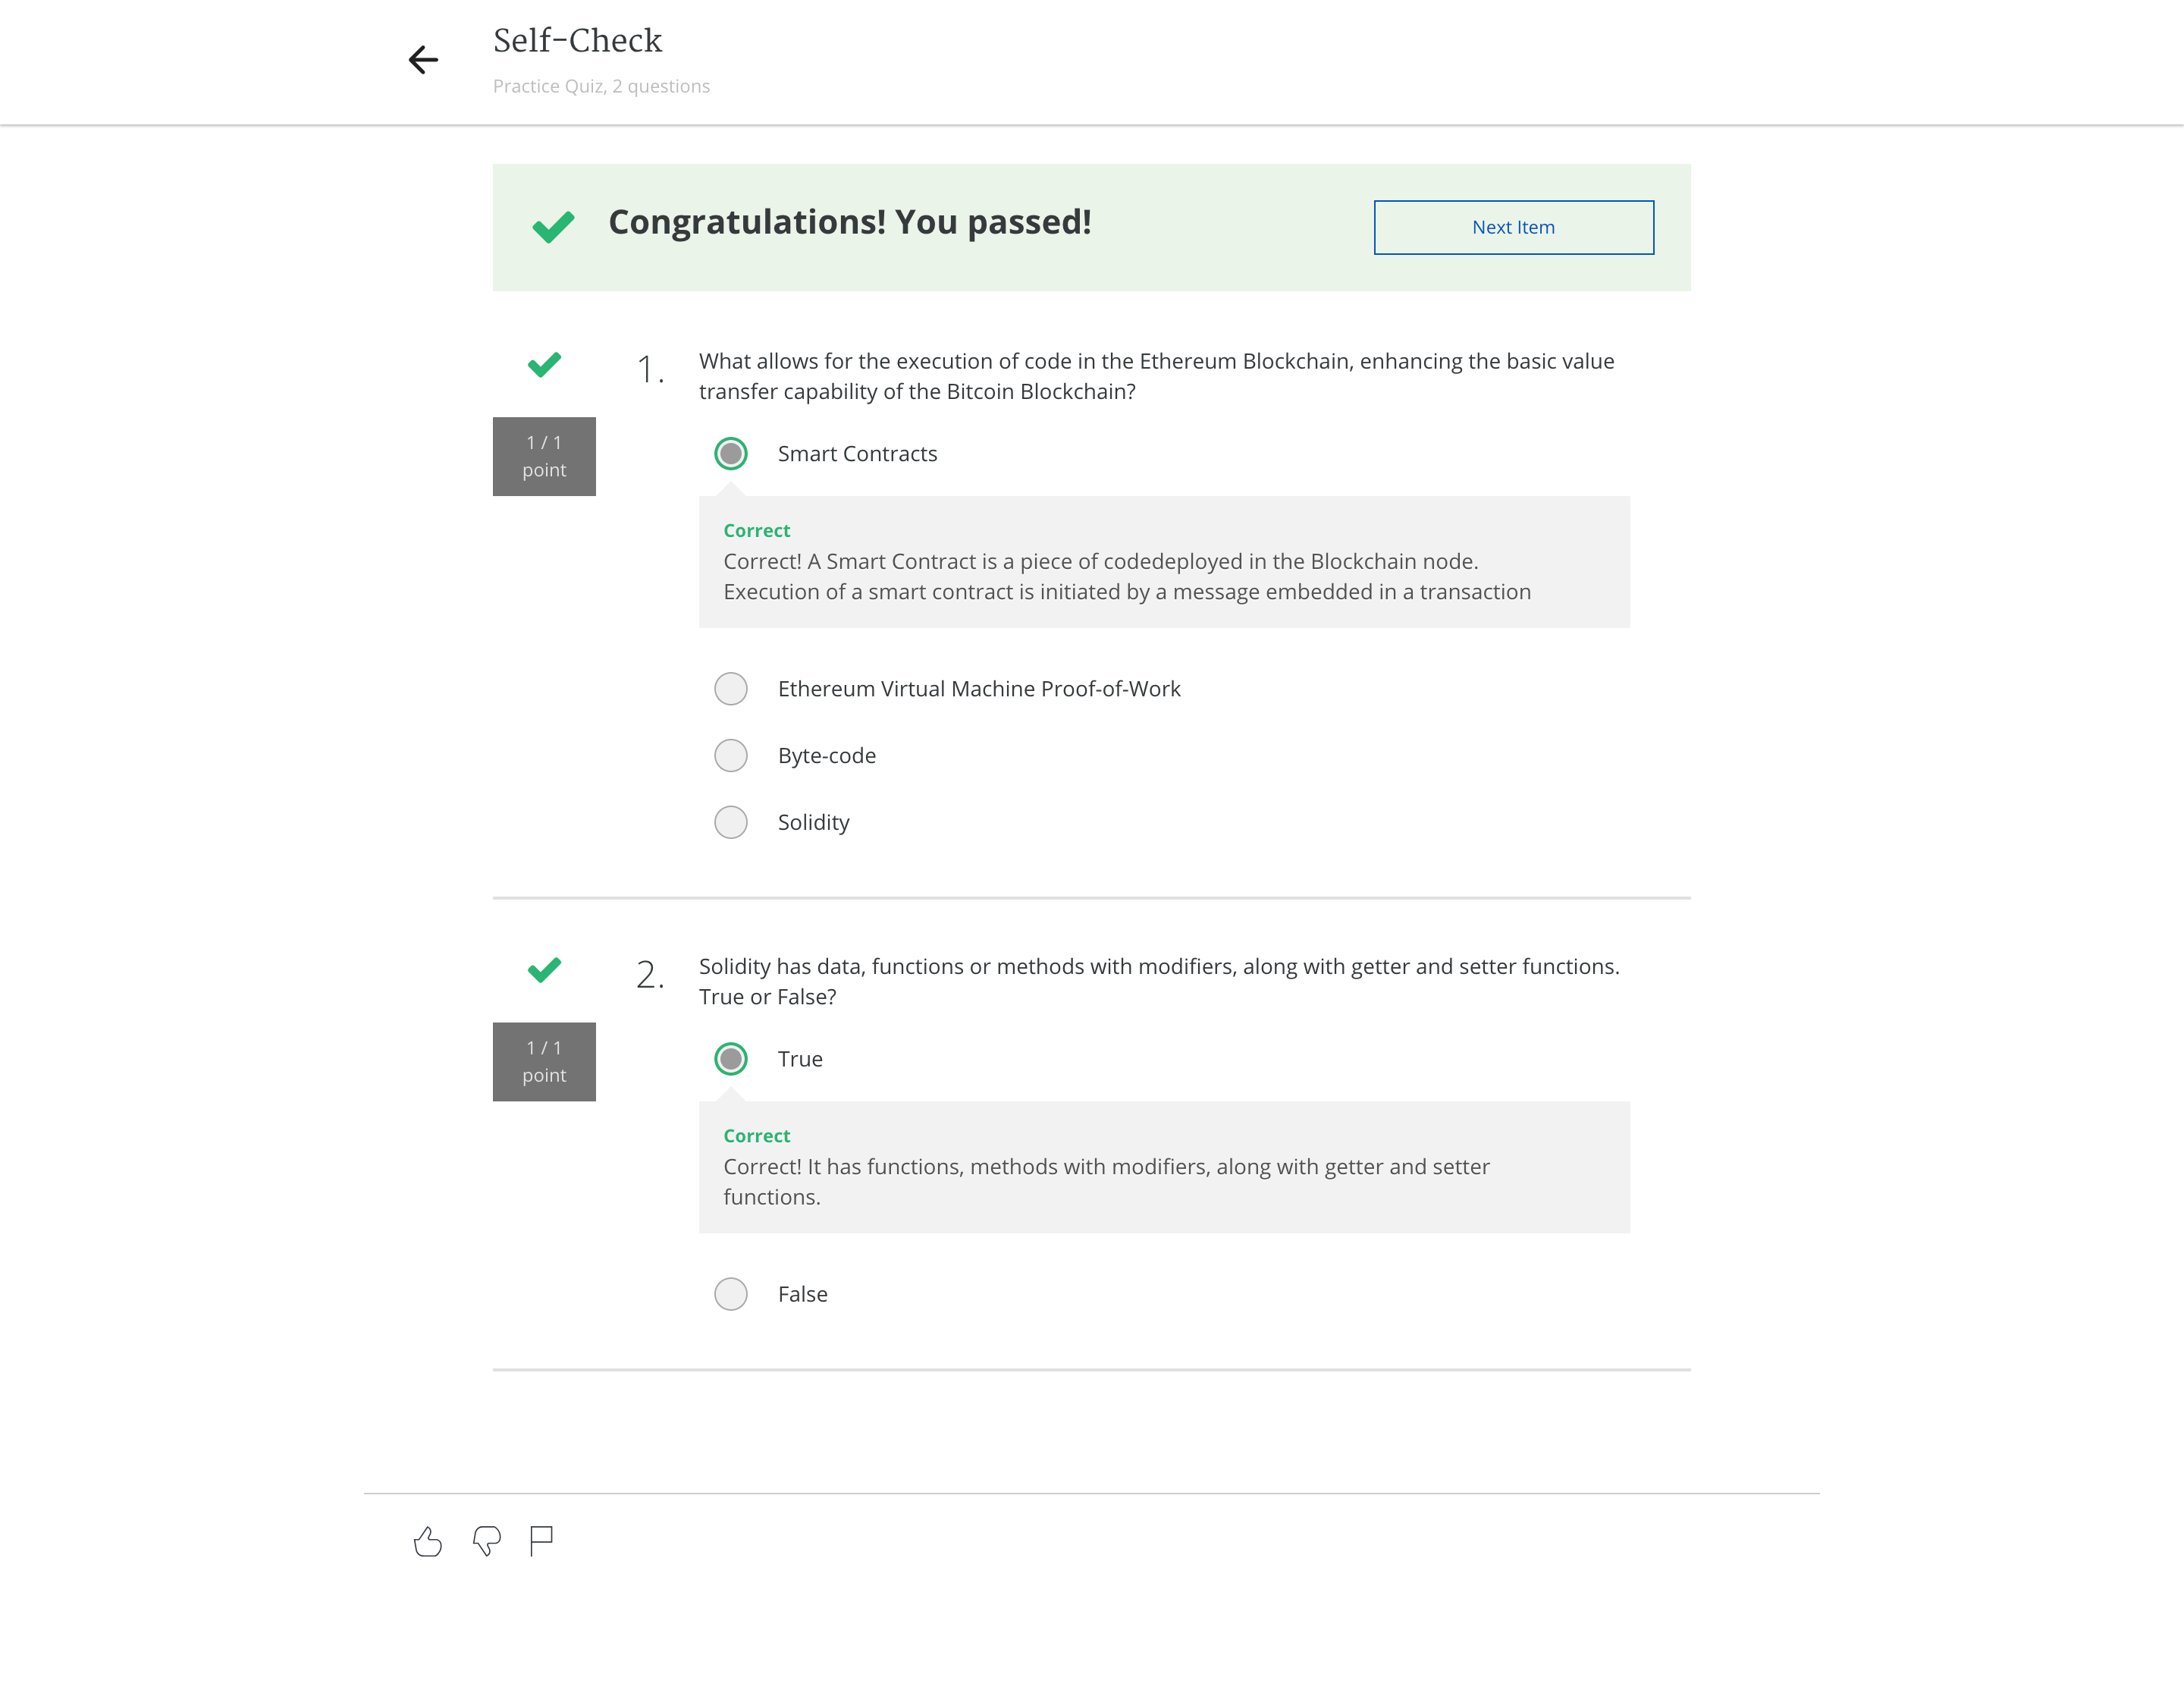 Self-Check
Practice Quiz, 2 questions
Congratulations! You passed!
Next Item
1.
What allows for the execution of code in the Ethereum Blockchain, enhancing the basic value
transfer capability of the Bitcoin Blockchain?
1 / 1
point
Smart Contracts
Correct
Correct! A Smart Contract is a piece of codedeployed in the Blockchain node.
Execution of a smart contract is initiated by a message embedded in a transaction
Ethereum Virtual Machine Proof-of-Work
Byte-code
Solidity
2.
Solidity has data, functions or methods with modifiers, along with getter and setter functions.
True or False?
1 / 1
point
True
Correct
Correct! It has functions, methods with modifiers, along with getter and setter
functions.
False